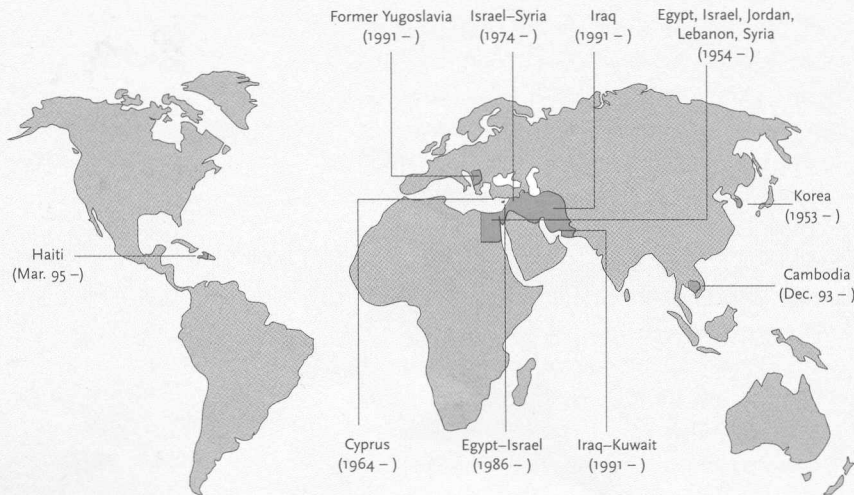 Former Yugoslavia
(1991 – )
Israel–Syria
(1974 – )
Iraq
(1991 – )
Egypt, Israel, Jordan,
Lebanon, Syria
(1954 – )
Korea
(1953 – )
Haiti
(Mar. 95 –)
Cambodia
(Dec. 93 – )
Cyprus
(1964 – )
Egypt–Israel
(1986 – )
Iraq–Kuwait
(1991 – )